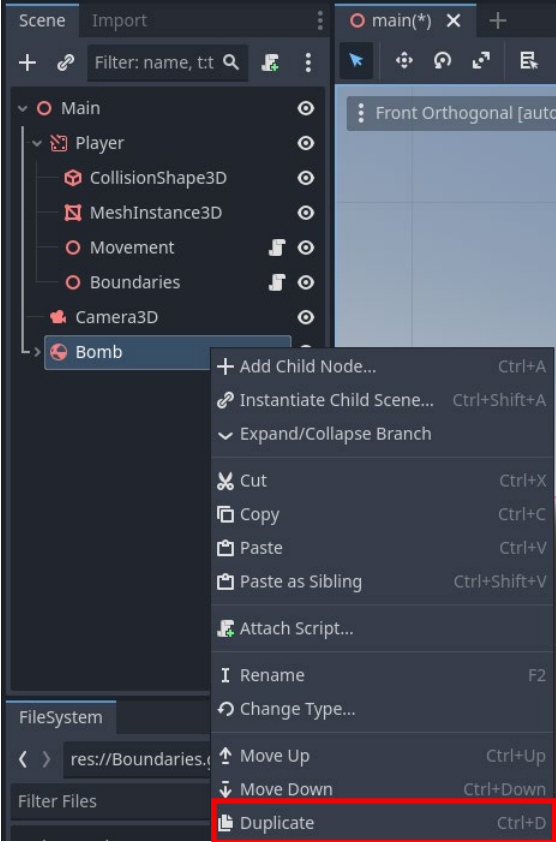 Scene Import
main(*)
Filter: name, t:t
Main
Front Orthogonal [auto
Player
CollisionShape3D
MeshInstance3D
Movement
Boundaries
Camera3D
Bomb
Add Child Node... Ctrl+A
Instantiate Child Scene... Ctrl+Shift+A
Expand/Collapse Branch
Cut Ctrl+X
Copy Ctrl+C
Paste Ctrl+V
Paste as Sibling Ctrl+Shift+V
Attach Script...
Rename F2
Change Type...
Move Up Ctrl+Up
Move Down Ctrl+Down
Duplicate Ctrl+D
FileSystem
res://Boundaries.g
Filter Files